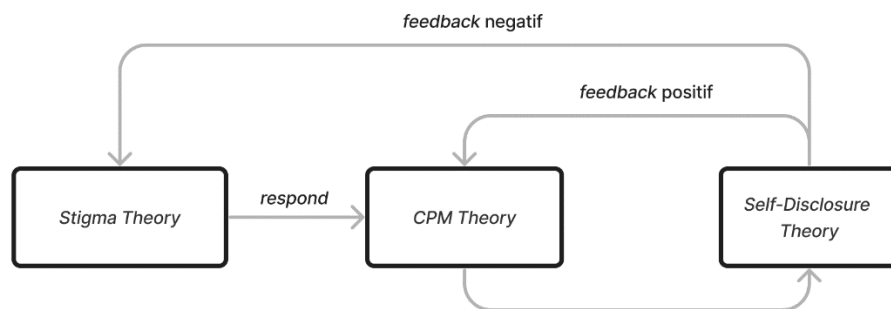 feedback negatif
feedback positif
respond
Stigma Theory
CPM Theory
Self-Disclosure
Theory